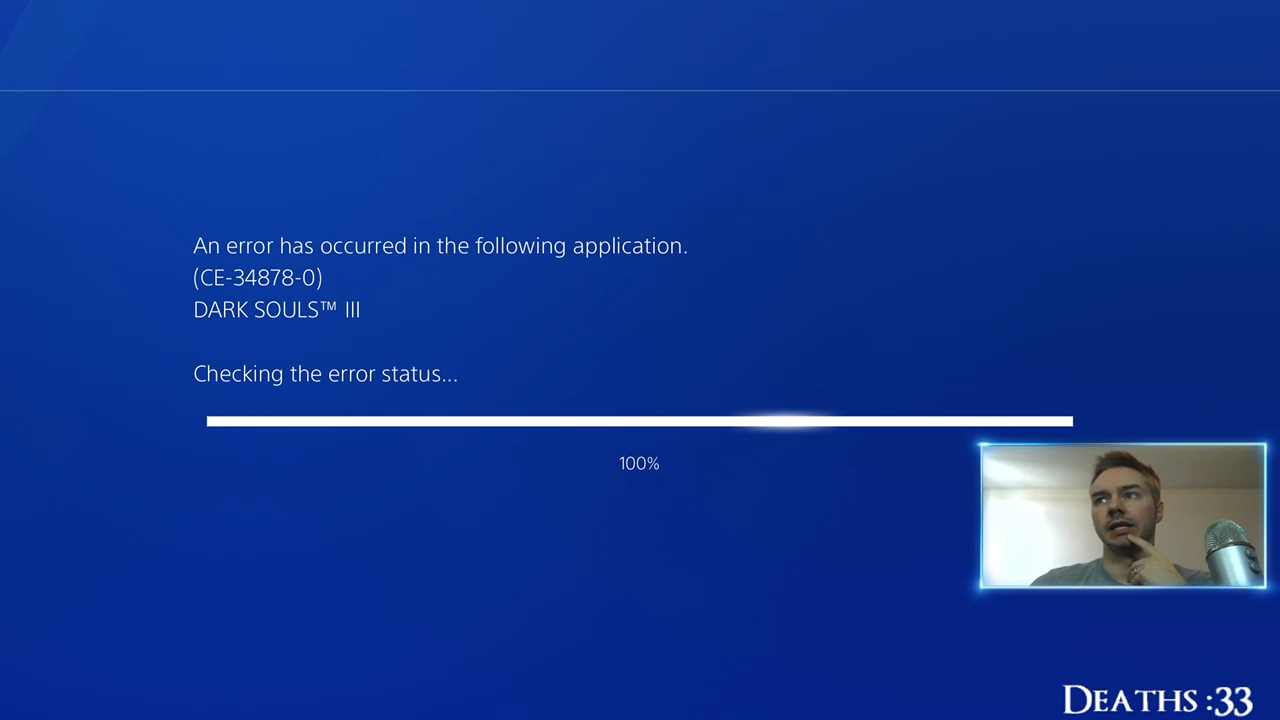 An error has occurred in the following application.
(CE-34878-0)
DARK SOULS™ III
Checking the error status...
100%
DEATHS :33